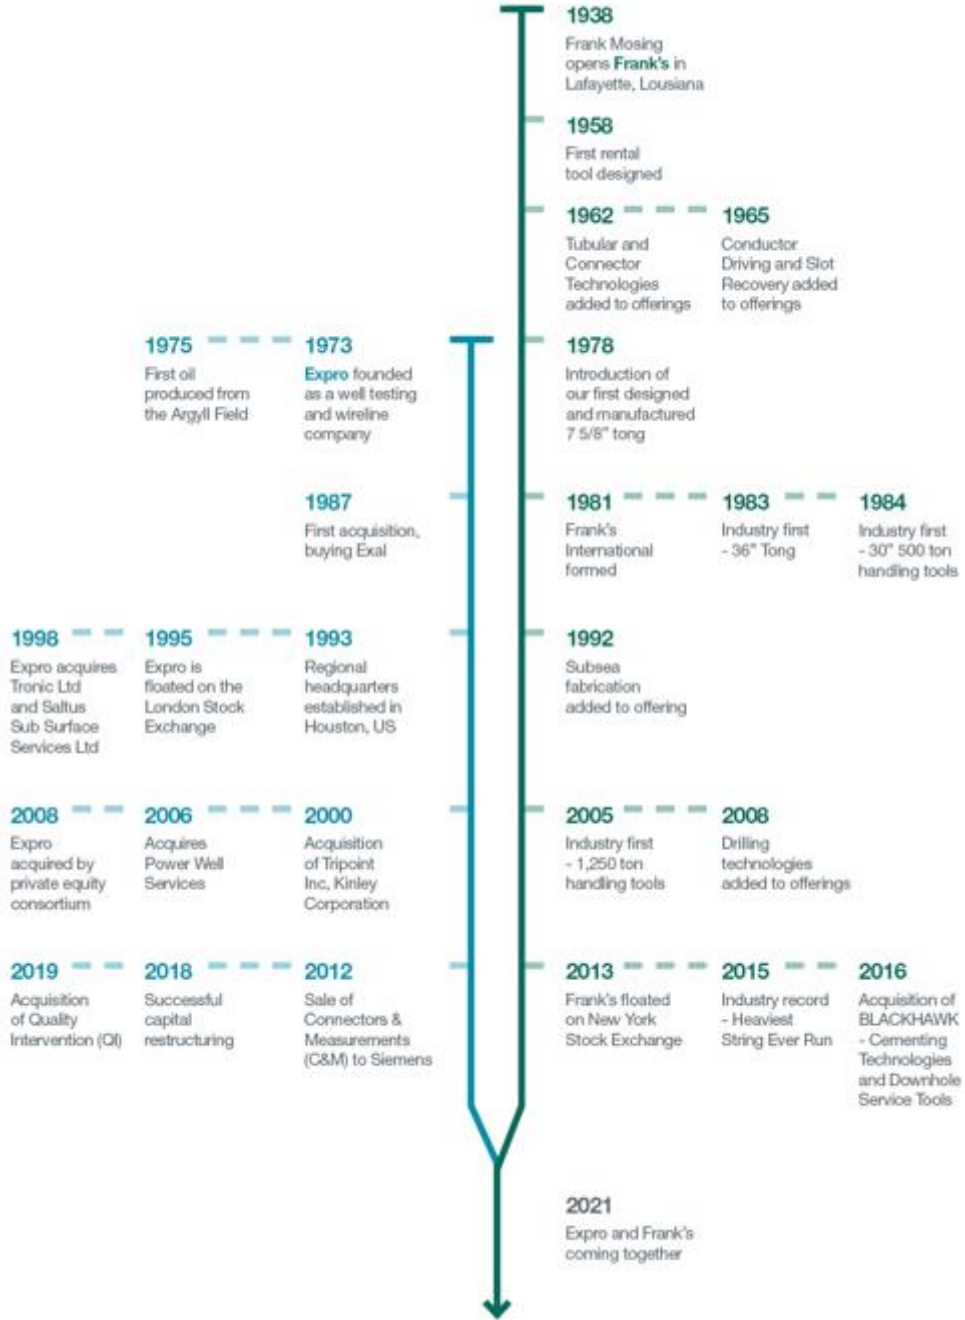 1938
Frank Mosing
opens Frank's in
Lafayette, Lousiana
1958
First rental
tool designed
1962
Tubular and
Connector
Technologies
added to offerings
1965
Conductor
Driving and Slot
Recovery added
to offerings
1975
First oil
produced from
the Argyll Field
1973
Expro founded
as a well testing
and wireline
company
1978
Introduction of
our first designed
and manufactured
7 5/8" tong
1987
First acquisition,
buying Exal
1981
Frank's
International
formed
1983
Industry first
- 36" Tong
1984
Industry first
- 30" 500 ton
handling tools
1998
Expro acquires
Tronic Ltd
and Saltus
Sub Surface
Services Ltd
1995
Expro is
floated on the
London Stock
Exchange
1993
Regional
headquarters
established in
Houston, US
1992
Subsea
fabrication
added to offering
2008
Expro
acquired by
private equity
consortium
2006
Acquires
Power Well
Services
2000
Acquisition
of Tripoint
Inc, Kinley
Corporation
2005
Industry first
- 1,250 ton
handling tools
2008
Drilling
technologies
added to offerings
2019
Acquisition
of Quality
Intervention (QI)
2018
Successful
capital
restructuring
2012
Sale of
Connectors &
Measurements
(C&M) to Siemens
2013
Frank's floated
on New York
Stock Exchange
2015
Industry record
- Heaviest
String Ever Run
2016
Acquisition of
BLACKHAWK
- Cementing
Technologies
and Downhole
Service Tools
2021
Expro and Frank's
coming together